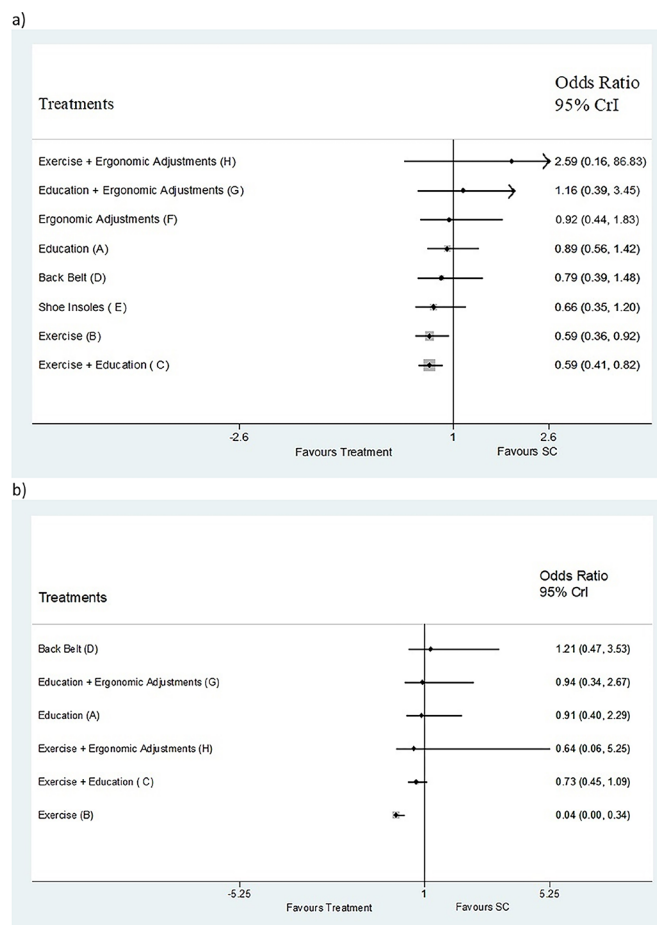 a)
Treatments
Odds Ratio
95% CrI
Exercise + Ergonomic Adjustments (H) 2.59 (0.16, 86.83)
Education + Ergonomic Adjustments (G) 1.16 (0.39, 3.45)
Ergonomic Adjustments (F) 0.92 (0.44, 1.83)
Education (A) 0.89 (0.56, 1.42)
Back Belt (D) 0.79 (0.39, 1.48)
Shoe Insoles ( E) 0.66 (0.35, 1.20)
Exercise (B) 0.59 (0.36, 0.92)
Exercise + Education ( C) 0.59 (0.41, 0.82)
-2.6 1 2.6
Favours Treatment Favours SC
b)
Odds Ratio
95% CrI
Treatments
Back Belt (D) 1.21 (0.47, 3.53)
Education + Ergonomic Adjustments (G) 0.94 (0.34, 2.67)
Education (A) 0.91 (0.40, 2.29)
Exercise + Ergonomic Adjustments (H) 0.64 (0.06, 5.25)
Exercise + Education ( C) 0.73 (0.45, 1.09)
Exercise (B) 0.04 (0.00, 0.34)
-5.25 1 5.25
Favours Treatment Favours SC